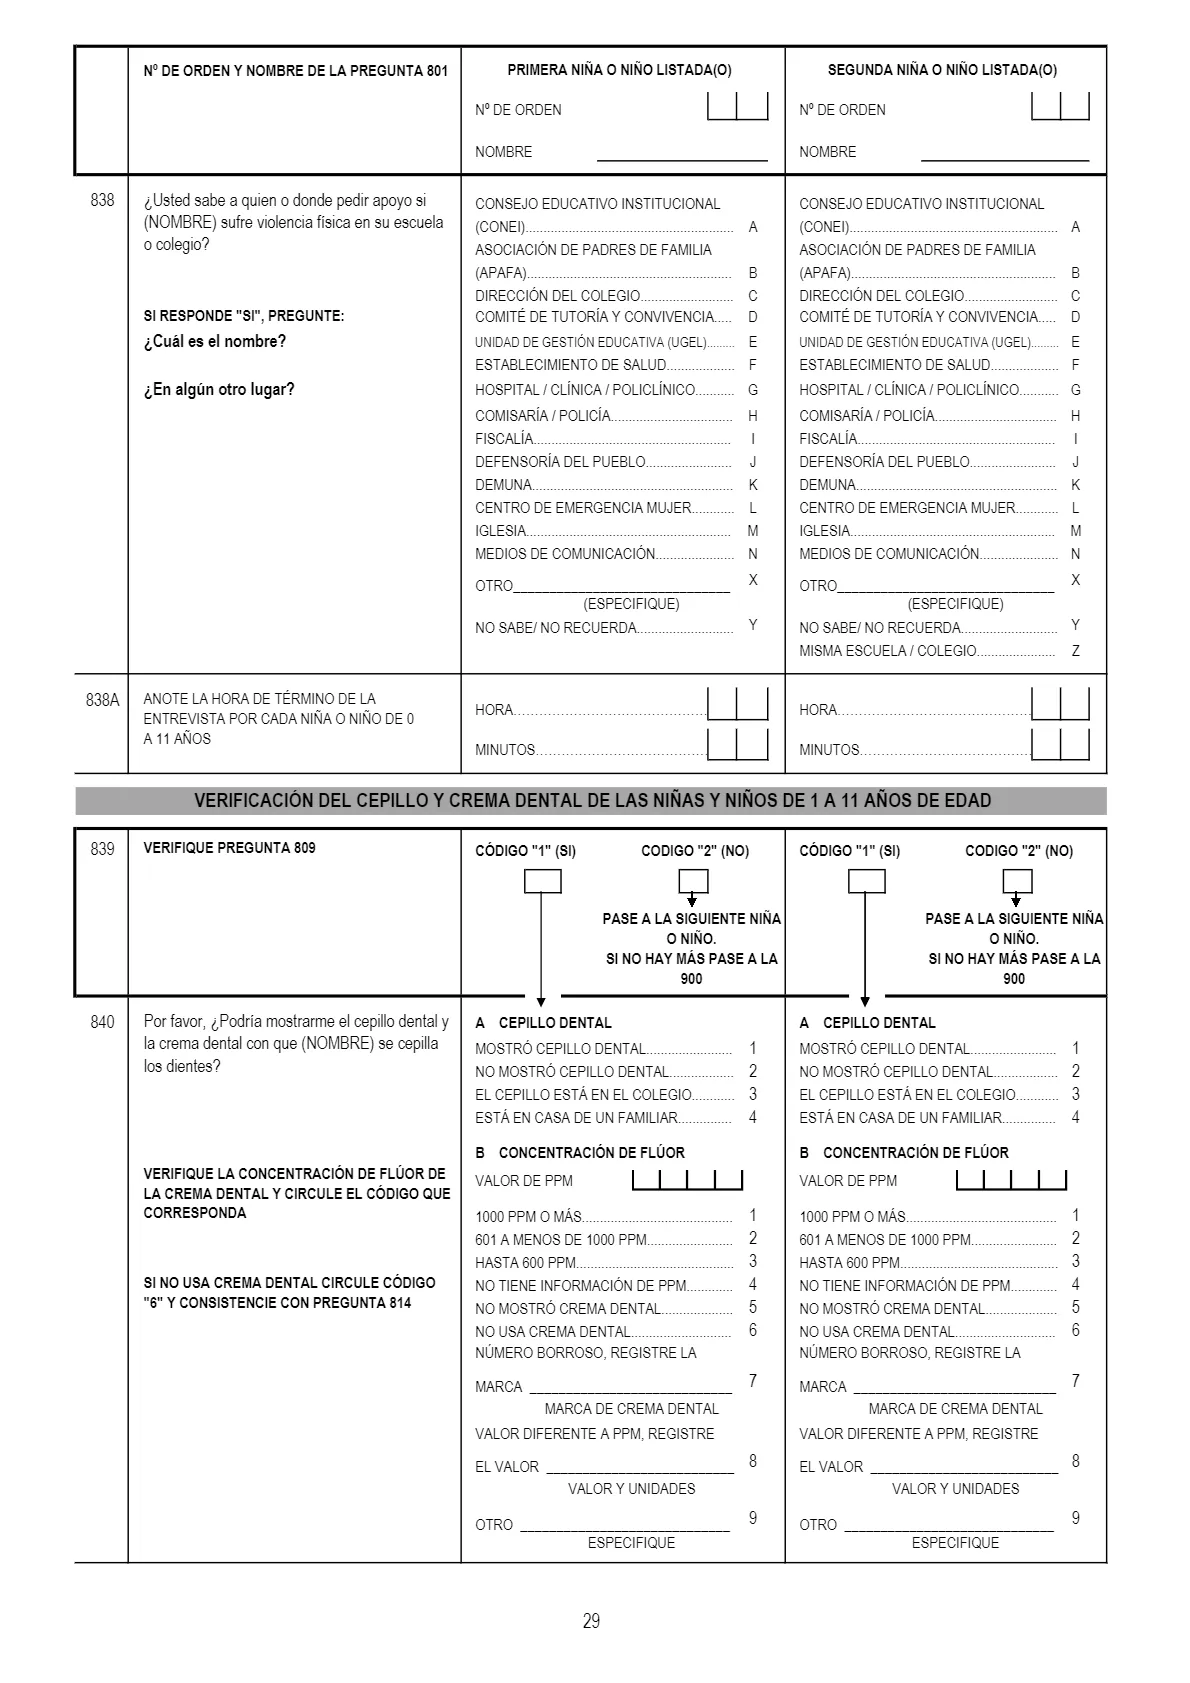 Nº DE ORDEN Y NOMBRE DE LA PREGUNTA 801
PRIMERA NIÑA O NIÑO LISTADA(O)
Nº DE ORDEN
NOMBRE
SEGUNDA NIÑA O NIÑO LISTADA(O)
Nº DE ORDEN
NOMBRE
838
¿Usted sabe a quien o donde pedir apoyo si
(NOMBRE) sufre violencia física en su escuela
o colegio?
SI RESPONDE "SI", PREGUNTE:
¿Cuál es el nombre?
¿En algún otro lugar?
CONSEJO EDUCATIVO INSTITUCIONAL
(CONEI).......................................................... A
ASOCIACIÓN DE PADRES DE FAMILIA
(APAFA)......................................................... B
DIRECCIÓN DEL COLEGIO.......................... C
COMITÉ DE TUTORÍA Y CONVIVENCIA..... D
UNIDAD DE GESTIÓN EDUCATIVA (UGEL)......... E
ESTABLECIMIENTO DE SALUD................... F
HOSPITAL / CLÍNICA / POLICLÍNICO........... G
COMISARÍA / POLICÍA.................................. H
FISCALÍA....................................................... I
DEFENSORÍA DEL PUEBLO........................ J
DEMUNA........................................................ K
CENTRO DE EMERGENCIA MUJER............ L
IGLESIA......................................................... M
MEDIOS DE COMUNICACIÓN...................... N
OTRO______________________________ X
(ESPECIFIQUE)
NO SABE/ NO RECUERDA........................... Y
CONSEJO EDUCATIVO INSTITUCIONAL
(CONEI).......................................................... A
ASOCIACIÓN DE PADRES DE FAMILIA
(APAFA)......................................................... B
DIRECCIÓN DEL COLEGIO.......................... C
COMITÉ DE TUTORÍA Y CONVIVENCIA..... D
UNIDAD DE GESTIÓN EDUCATIVA (UGEL)......... E
ESTABLECIMIENTO DE SALUD................... F
HOSPITAL / CLÍNICA / POLICLÍNICO........... G
COMISARÍA / POLICÍA.................................. H
FISCALÍA....................................................... I
DEFENSORÍA DEL PUEBLO........................ J
DEMUNA........................................................ K
CENTRO DE EMERGENCIA MUJER............ L
IGLESIA......................................................... M
MEDIOS DE COMUNICACIÓN...................... N
OTRO______________________________ X
(ESPECIFIQUE)
NO SABE/ NO RECUERDA........................... Y
MISMA ESCUELA / COLEGIO...................... Z
838A
ANOTE LA HORA DE TÉRMINO DE LA
ENTREVISTA POR CADA NIÑA O NIÑO DE 0
A 11 AÑOS
HORA..........................................
MINUTOS.....................................
HORA..........................................
MINUTOS.....................................
VERIFICACIÓN DEL CEPILLO Y CREMA DENTAL DE LAS NIÑAS Y NIÑOS DE 1 A 11 AÑOS DE EDAD
839
VERIFIQUE PREGUNTA 809
CÓDIGO "1" (SI)
CODIGO "2" (NO)
PASE A LA SIGUIENTE NIÑA
O NIÑO.
SI NO HAY MÁS PASE A LA
900
CÓDIGO "1" (SI)
CODIGO "2" (NO)
PASE A LA SIGUIENTE NIÑA
O NIÑO.
SI NO HAY MÁS PASE A LA
900
840
Por favor, ¿Podría mostrarme el cepillo dental y
la crema dental con que (NOMBRE) se cepilla
los dientes?
VERIFIQUE LA CONCENTRACIÓN DE FLÚOR DE
LA CREMA DENTAL Y CIRCULE EL CÓDIGO QUE
CORRESPONDA
SI NO USA CREMA DENTAL CIRCULE CÓDIGO
"6" Y CONSISTENCIE CON PREGUNTA 814
A CEPILLO DENTAL
MOSTRÓ CEPILLO DENTAL........................ 1
NO MOSTRÓ CEPILLO DENTAL.................. 2
EL CEPILLO ESTÁ EN EL COLEGIO............ 3
ESTÁ EN CASA DE UN FAMILIAR............... 4
B CONCENTRACIÓN DE FLÚOR
VALOR DE PPM
1000 PPM O MÁS.......................................... 1
601 A MENOS DE 1000 PPM........................ 2
HASTA 600 PPM............................................ 3
NO TIENE INFORMACIÓN DE PPM............. 4
NO MOSTRÓ CREMA DENTAL.................... 5
NO USA CREMA DENTAL............................ 6
NÚMERO BORROSO, REGISTRE LA
MARCA ____________________________ 7
MARCA DE CREMA DENTAL
VALOR DIFERENTE A PPM, REGISTRE
EL VALOR __________________________ 8
VALOR Y UNIDADES
OTRO _____________________________ 9
ESPECIFIQUE
A CEPILLO DENTAL
MOSTRÓ CEPILLO DENTAL........................ 1
NO MOSTRÓ CEPILLO DENTAL.................. 2
EL CEPILLO ESTÁ EN EL COLEGIO............ 3
ESTÁ EN CASA DE UN FAMILIAR............... 4
B CONCENTRACIÓN DE FLÚOR
VALOR DE PPM
1000 PPM O MÁS.......................................... 1
601 A MENOS DE 1000 PPM........................ 2
HASTA 600 PPM............................................ 3
NO TIENE INFORMACIÓN DE PPM............. 4
NO MOSTRÓ CREMA DENTAL.................... 5
NO USA CREMA DENTAL............................ 6
NÚMERO BORROSO, REGISTRE LA
MARCA ____________________________ 7
MARCA DE CREMA DENTAL
VALOR DIFERENTE A PPM, REGISTRE
EL VALOR __________________________ 8
VALOR Y UNIDADES
OTRO _____________________________ 9
ESPECIFIQUE
29